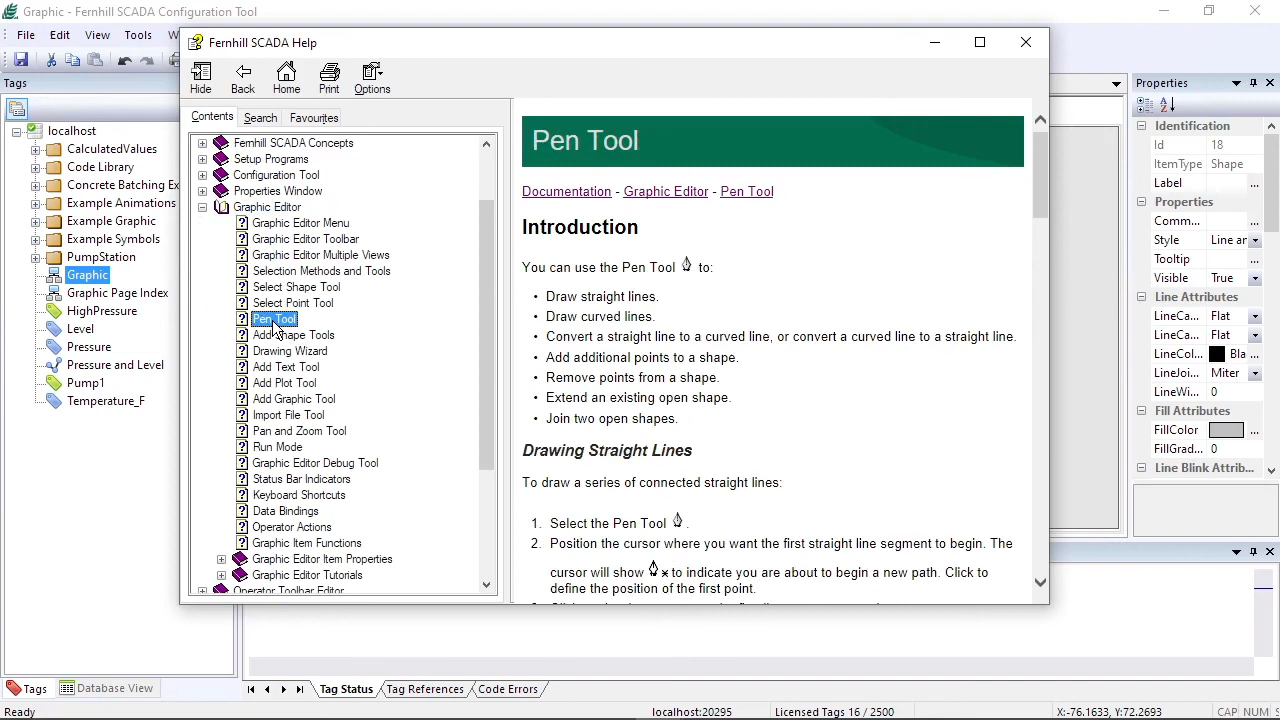 Graphic - Fernhill SCADA Configuration Tool
File Edit View Tools W
Fernhill SCADA Help
Hide Back Home Print Options
Contents Search Favourites
Fernhill SCADA Concepts
Setup Programs
Configuration Tool
Properties Window
Graphic Editor
Graphic Editor Menu
Graphic Editor Toolbar
Graphic Editor Multiple Views
Selection Methods and Tools
Select Shape Tool
Select Point Tool
Pen Tool
Add Shape Tools
Drawing Wizard
Add Text Tool
Add Plot Tool
Add Graphic Tool
Import File Tool
Pan and Zoom Tool
Run Mode
Graphic Editor Debug Tool
Status Bar Indicators
Keyboard Shortcuts
Data Bindings
Operator Actions
Graphic Item Functions
Graphic Editor Item Properties
Graphic Editor Tutorials
Operator Toolbar Editor
Pen Tool
Documentation - Graphic Editor - Pen Tool
Introduction
You can use the Pen Tool to:
• Draw straight lines.
• Draw curved lines.
• Convert a straight line to a curved line, or convert a curved line to a straight line.
• Add additional points to a shape.
• Remove points from a shape.
• Extend an existing open shape.
• Join two open shapes.
Drawing Straight Lines
To draw a series of connected straight lines:
1. Select the Pen Tool .
2. Position the cursor where you want the first straight line segment to begin. The
cursor will show × to indicate you are about to begin a new path. Click to
define the position of the first point.
Tags
localhost
CalculatedValues
Code Library
Concrete Batching Ex
Example Animations
Example Graphic
Example Symbols
PumpStation
Graphic
Graphic Page Index
HighPressure
Level
Pressure
Pressure and Level
Pump1
Temperature_F
Tags Database View
Properties
Identification
Id 18
ItemType Shape
Label ...
Properties
Comm... ...
Style Line ar
Tooltip ...
Visible True
Line Attributes
LineCa... Flat
LineCa... Flat
LineCol... Bla ...
LineJoi... Miter
LineWi... 0
Fill Attributes
FillColor ...
FillGrad... 0
Line Blink Attrib...
Tag Status Tag References Code Errors
Ready localhost:20295 Licensed Tags 16 / 2500 X:-76.1633, Y:72.2693 CAP NUM